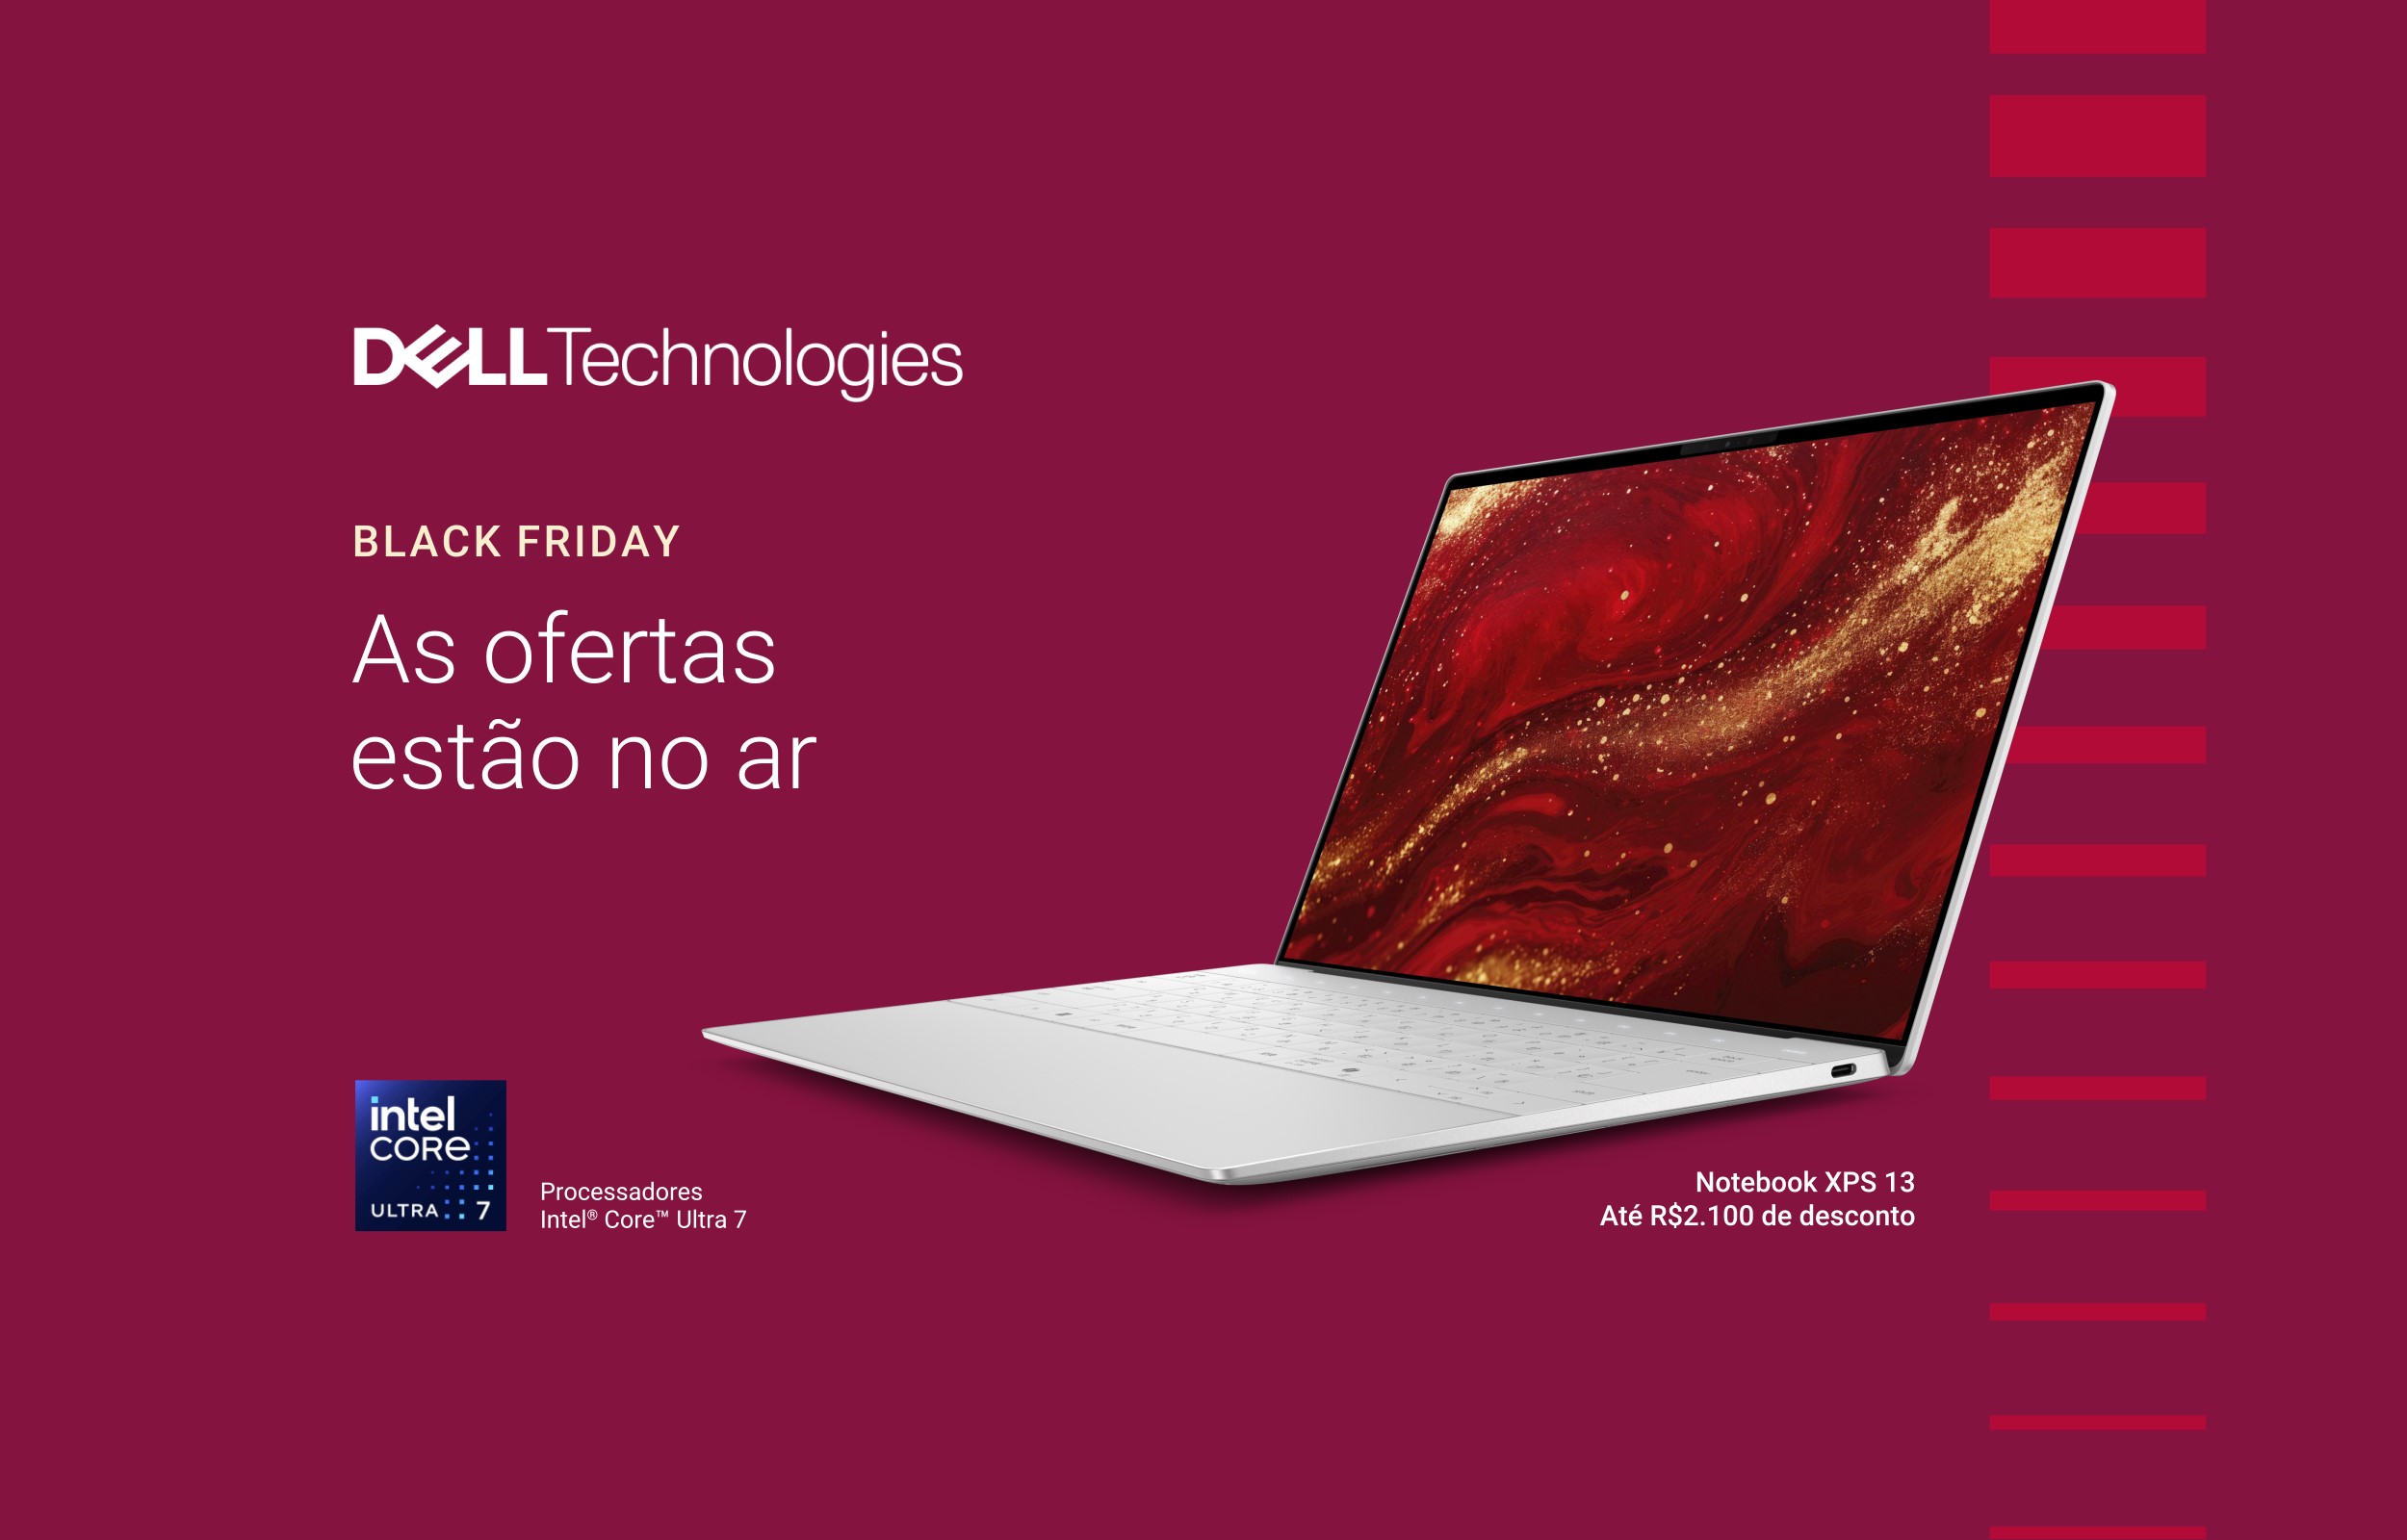 DELL Technologies
BLACK FRIDAY
As ofertas
estão no ar
intel
CORE
ULTRA 7
Processadores
Intel® Core™ Ultra 7
Notebook XPS 13
Até R$2.100 de desconto